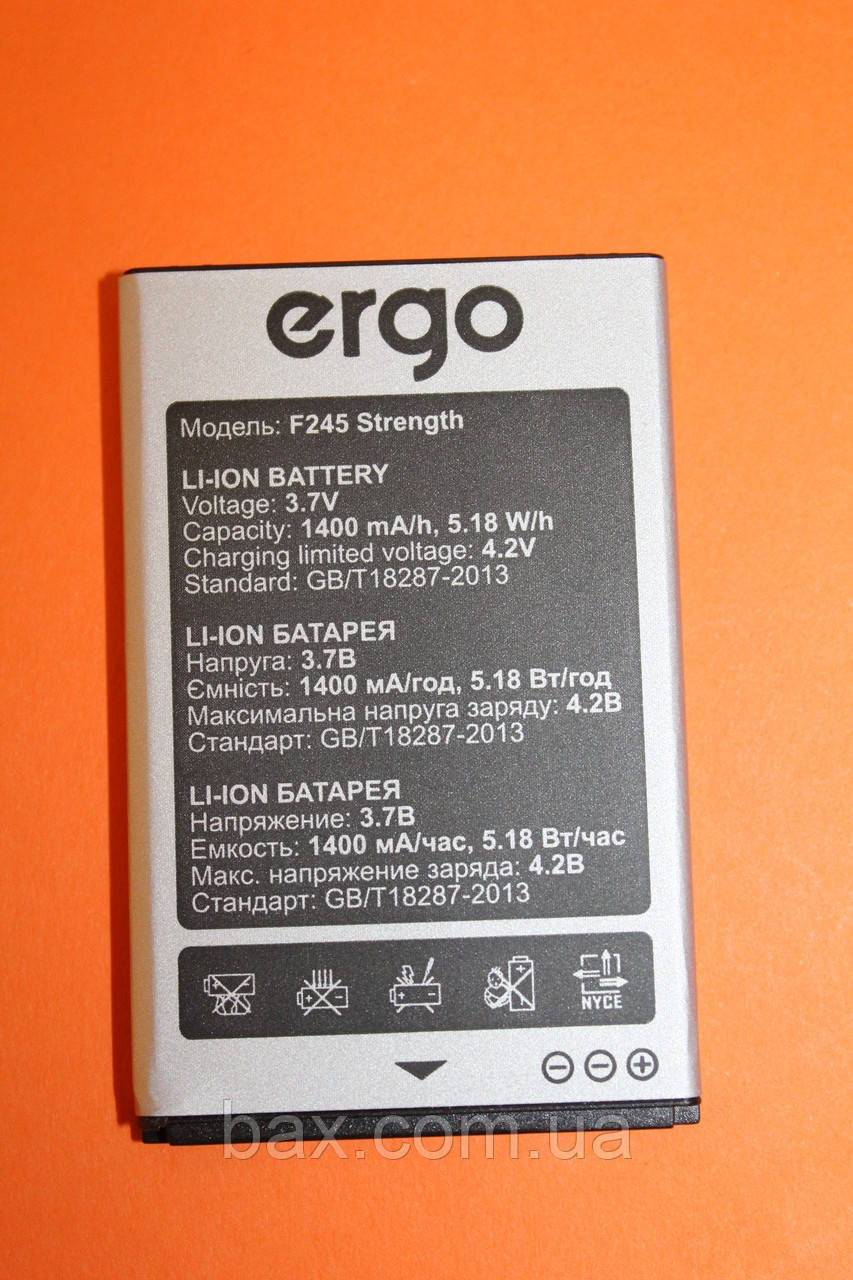 ergo
Модель: F245 Strength
LI-ION BATTERY
Voltage: 3.7V
Capacity: 1400 mA/h, 5.18 W/h
Charging limited voltage: 4.2V
Standard: GB/T18287-2013
LI-ION БАТАРЕЯ
Напруга: 3.7В
Ємність: 1400 мА/год, 5.18 Вт/год
Максимальна напруга заряду: 4.2В
Стандарт: GB/T18287-2013
LI-ION БАТАРЕЯ
Напряжение: 3.7В
Емкость: 1400 мА/час, 5.18 Вт/час
Макс. напряжение заряда: 4.2В
Стандарт: GB/T18287-2013
NYCE
bax.com.ua